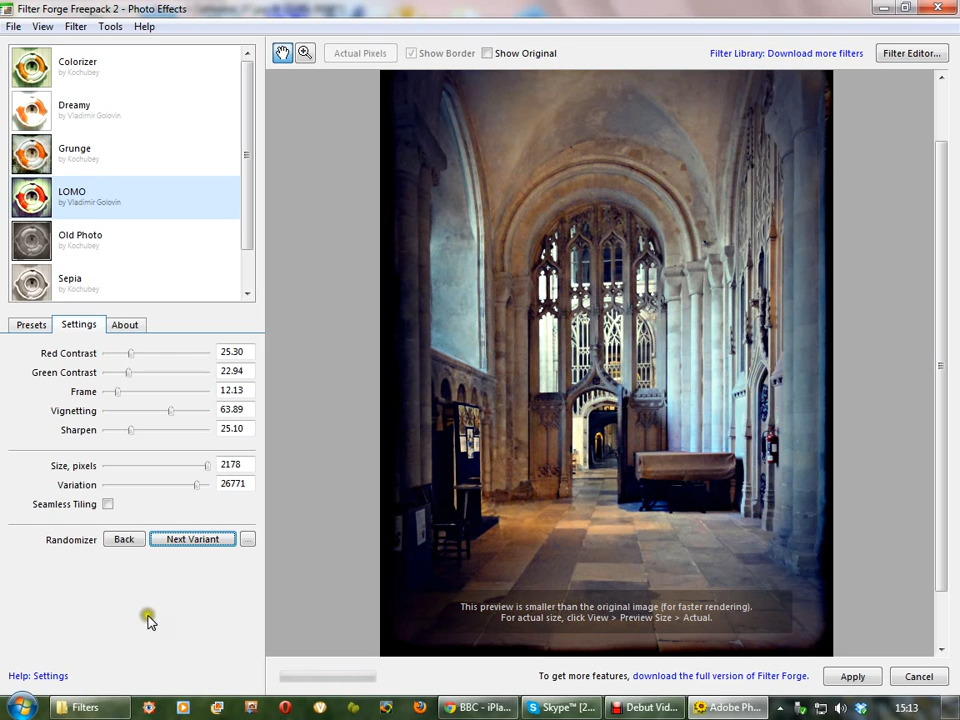 Filter Forge Freepack 2 - Photo Effects
File View Filter Tools Help
Colorizer
by Kochubey
Dreamy
by Vladimir Golovin
Grunge
by Kochubey
LOMO
by Vladimir Golovin
Old Photo
by Kochubey
Sepia
by Kochubey
Actual Pixels Show Border Show Original Filter Library: Download more filters Filter Editor...
Presets Settings About
Red Contrast 25.30
Green Contrast 22.94
Frame 12.13
Vignetting 63.89
Sharpen 25.10
Size, pixels 2178
Variation 26771
Seamless Tiling
Randomizer Back Next Variant ...
This preview is smaller than the original image (for faster rendering).
For actual size, click View > Preview Size > Actual.
Help: Settings
To get more features, download the full version of Filter Forge. Apply Cancel
Filters BBC - iPla... Skype™ [2... Debut Vid... Adobe Ph... 15:13